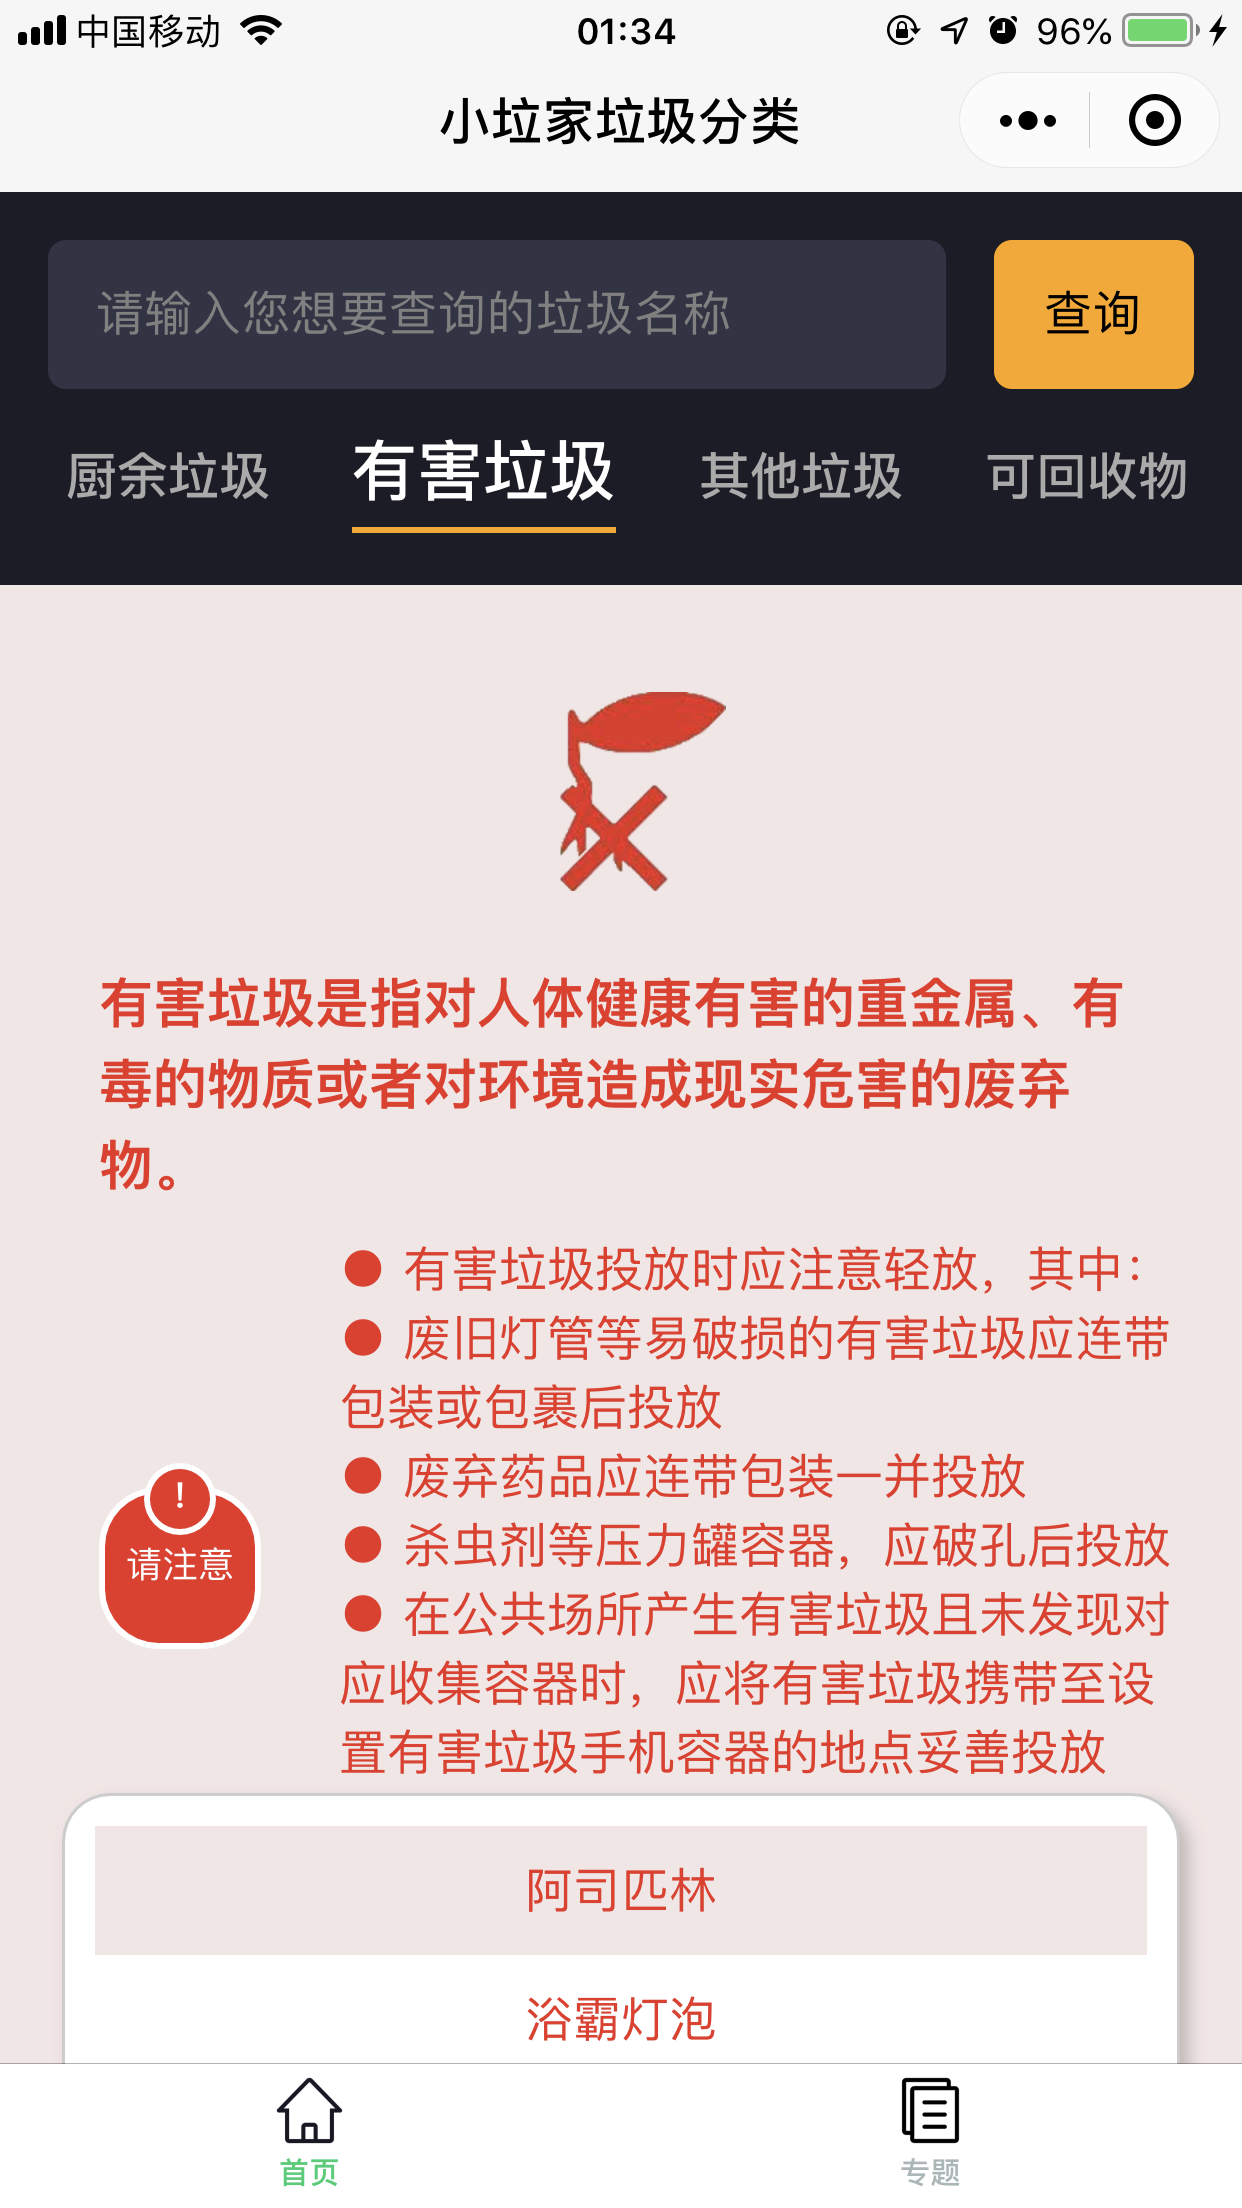 中国移动 01:34 96%
小垃家垃圾分类
请输入您想要查询的垃圾名称 查询
厨余垃圾 有害垃圾 其他垃圾 可回收物
有害垃圾是指对人体健康有害的重金属、有
毒的物质或者对环境造成现实危害的废弃
物。
● 有害垃圾投放时应注意轻放，其中：
● 废旧灯管等易破损的有害垃圾应连带
包装或包裹后投放
● 废弃药品应连带包装一并投放
● 杀虫剂等压力罐容器，应破孔后投放
● 在公共场所产生有害垃圾且未发现对
应收集容器时，应将有害垃圾携带至设
置有害垃圾手机容器的地点妥善投放
!
请注意
阿司匹林
浴霸灯泡
首页 专题